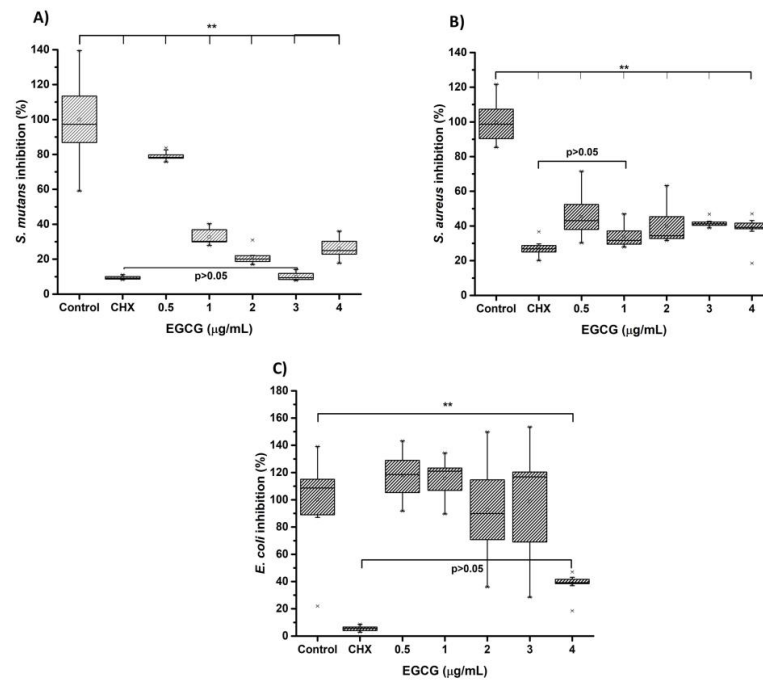 A)
**
S. mutans inhibition (%)
140
120
100
80
60
40
20
0
p>0.05
Control CHX 0.5 1 2 3 4
EGCG (μg/mL)
B)
**
S. aureus inhibition (%)
140
120
100
80
60
40
20
0
p>0.05
Control CHX 0.5 1 2 3 4
EGCG (μg/mL)
C)
**
E. coli inhibition (%)
180
160
140
120
100
80
60
40
20
0
p>0.05
Control CHX 0.5 1 2 3 4
EGCG (μg/mL)